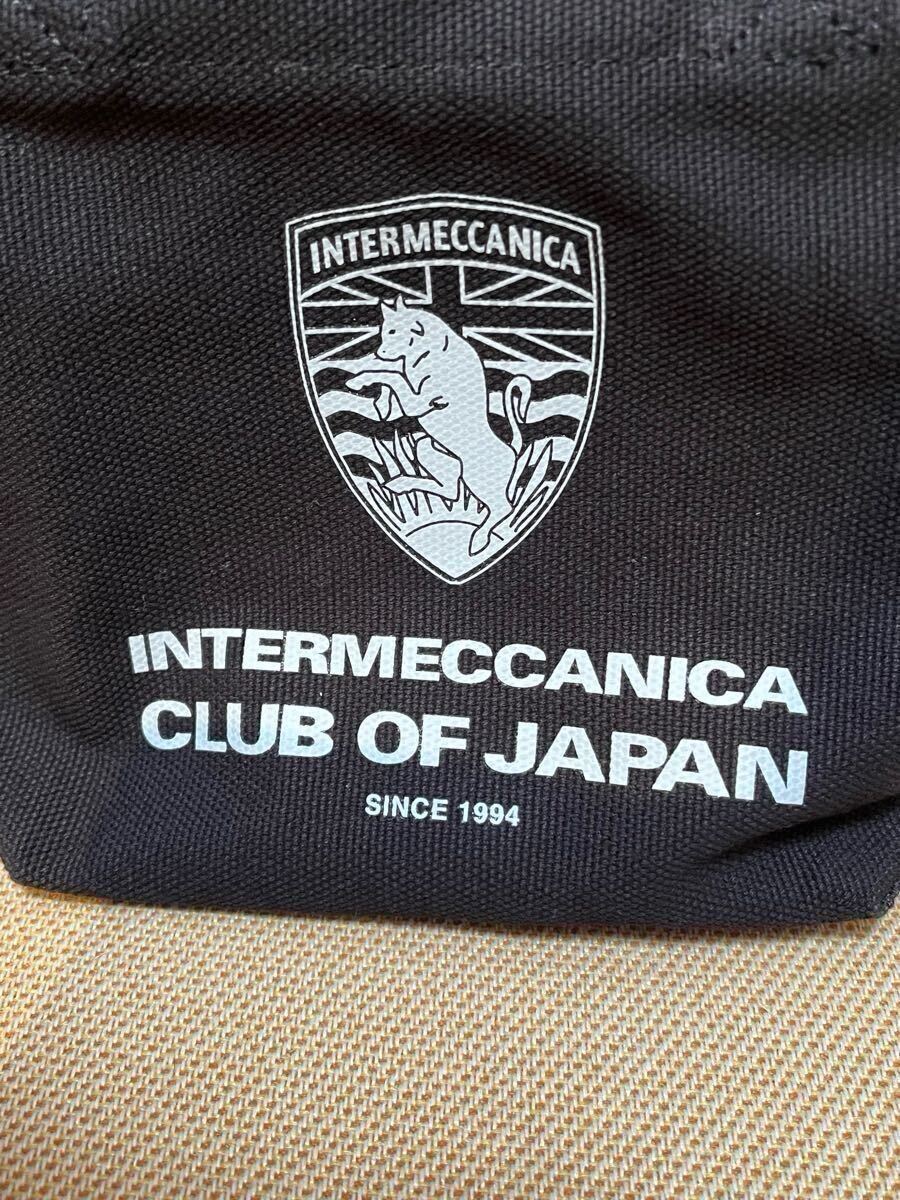 INTERMECCANICA
INTERMECCANICA
CLUB OF JAPAN
SINCE 1994